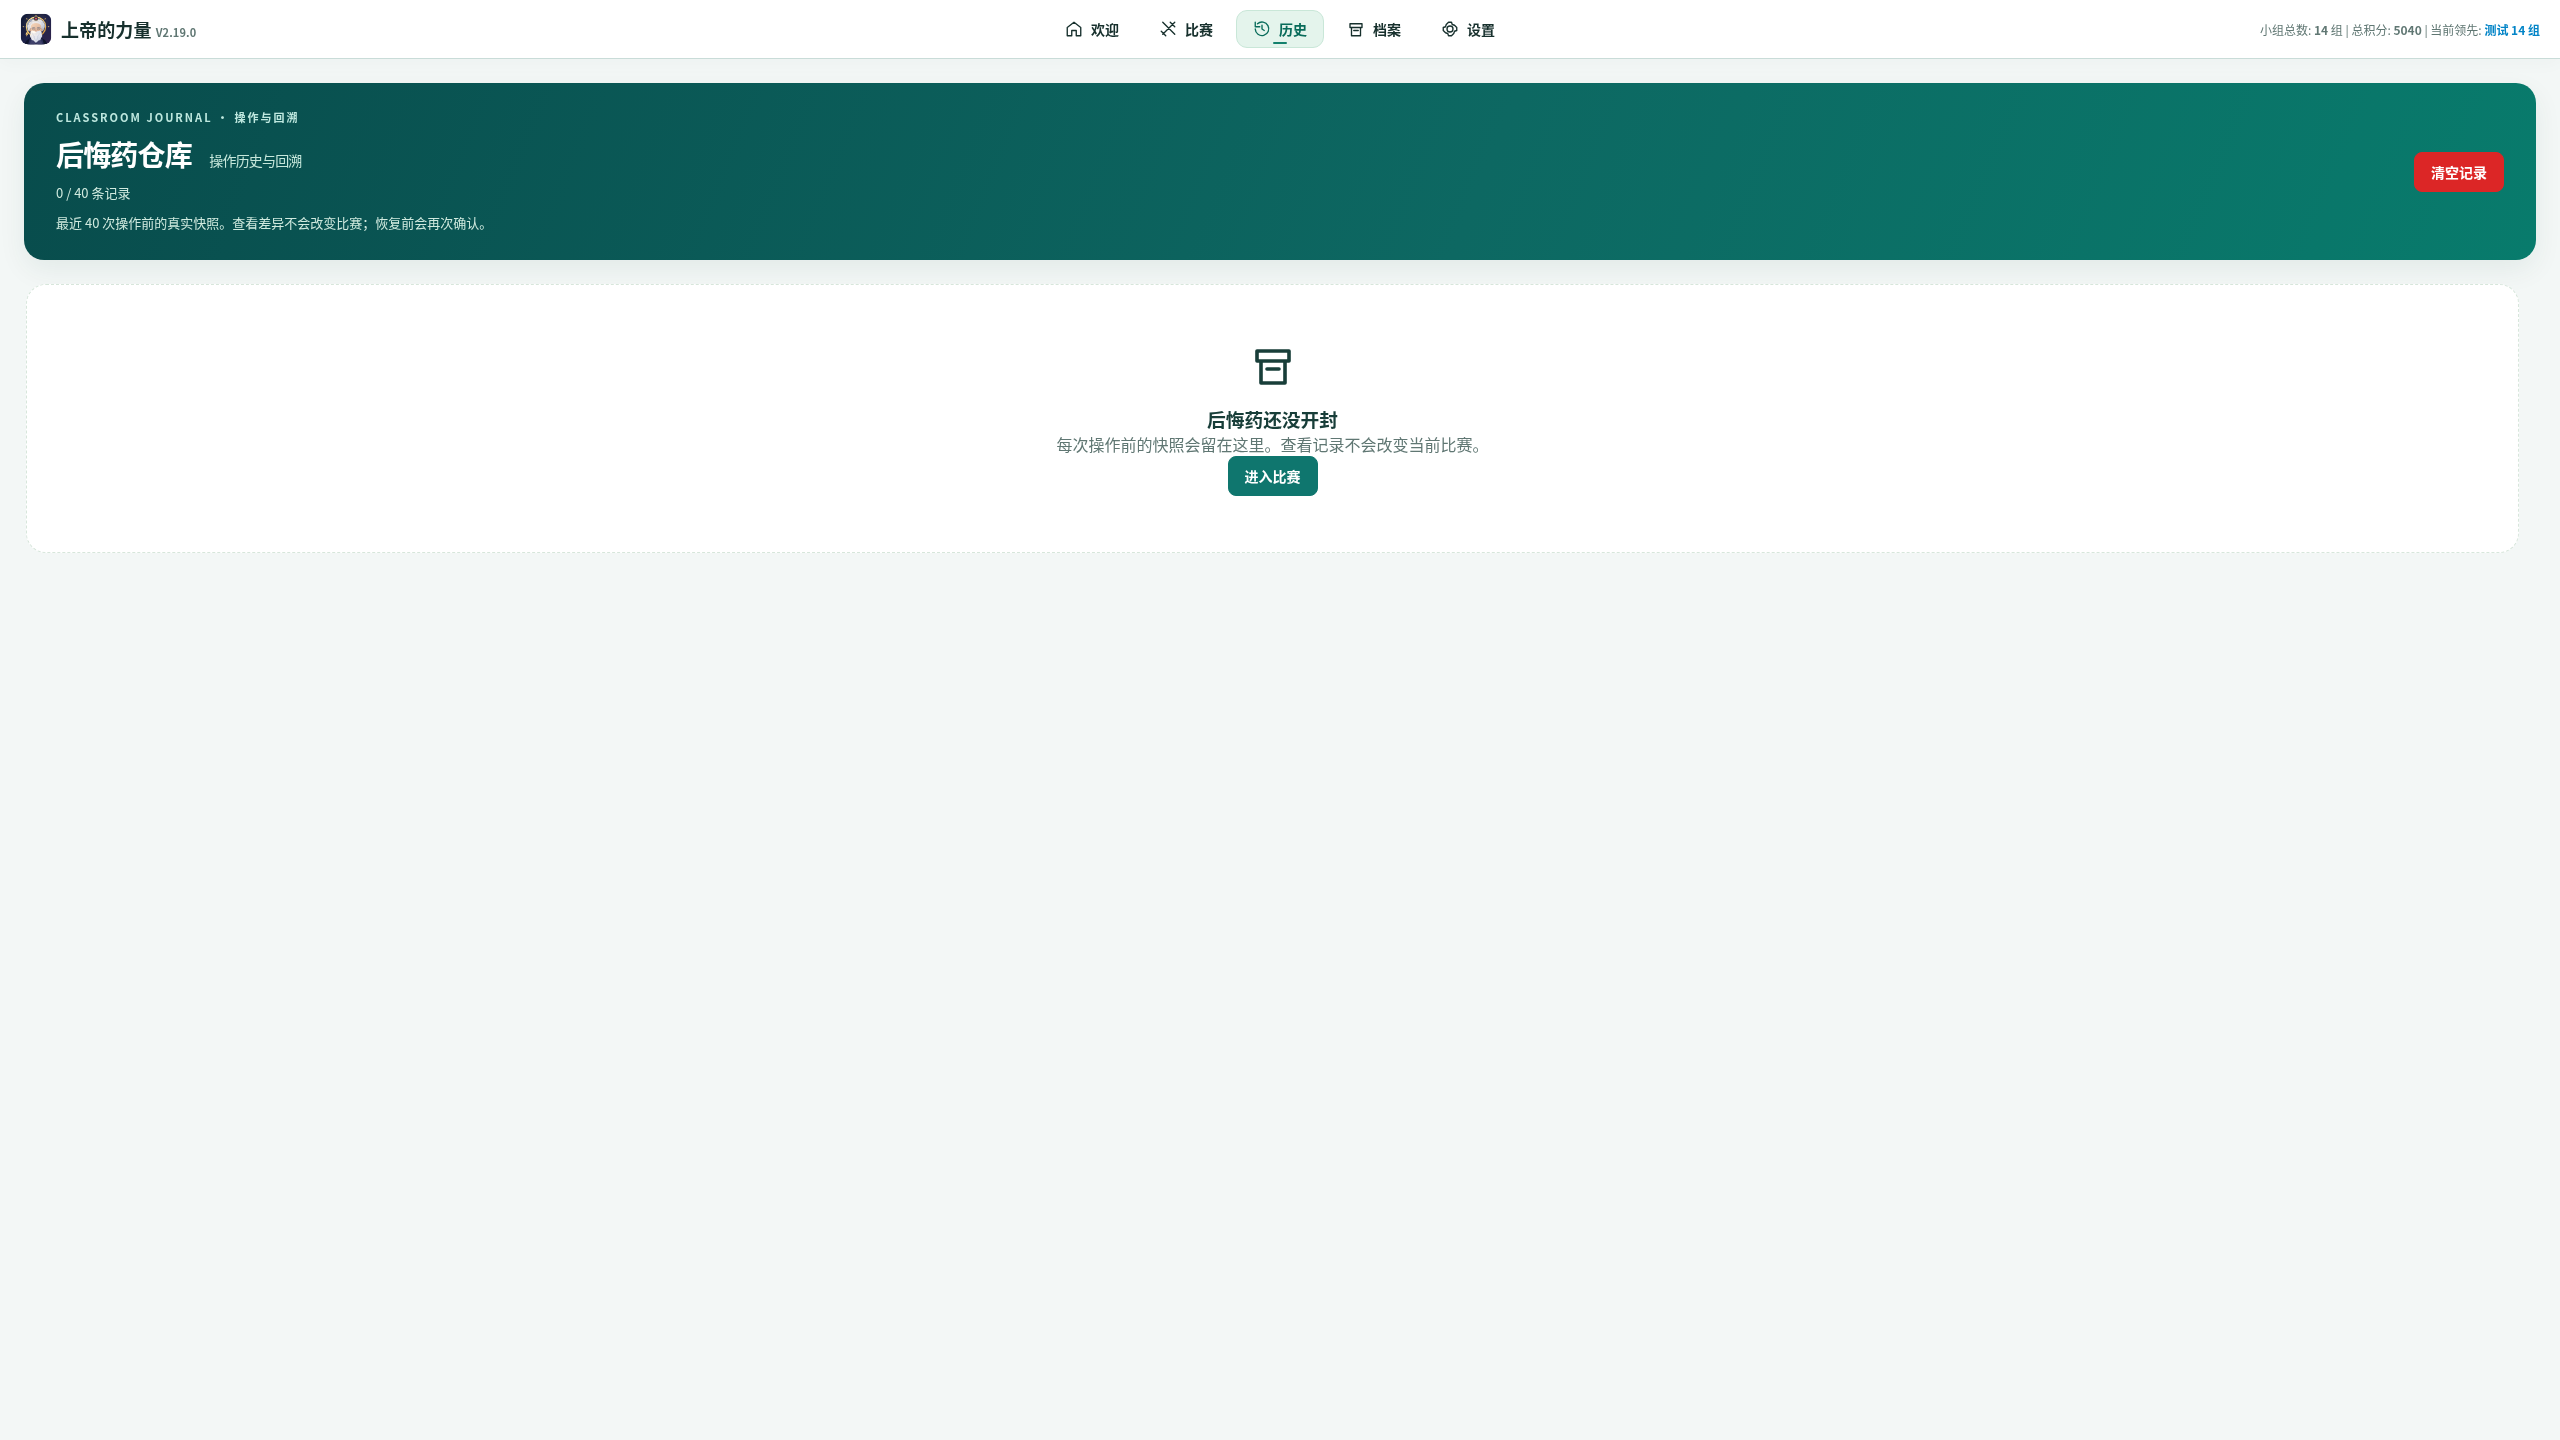 上帝的力量 V2.19.0
欢迎
比赛
历史
档案
设置
小组总数: 14 组 | 总积分: 5040 | 当前领先: 测试 14 组
CLASSROOM JOURNAL · 操作与回溯
后悔药仓库 操作历史与回溯
0 / 40 条记录
最近 40 次操作前的真实快照。查看差异不会改变比赛；恢复前会再次确认。
清空记录
后悔药还没开封
每次操作前的快照会留在这里。查看记录不会改变当前比赛。
进入比赛